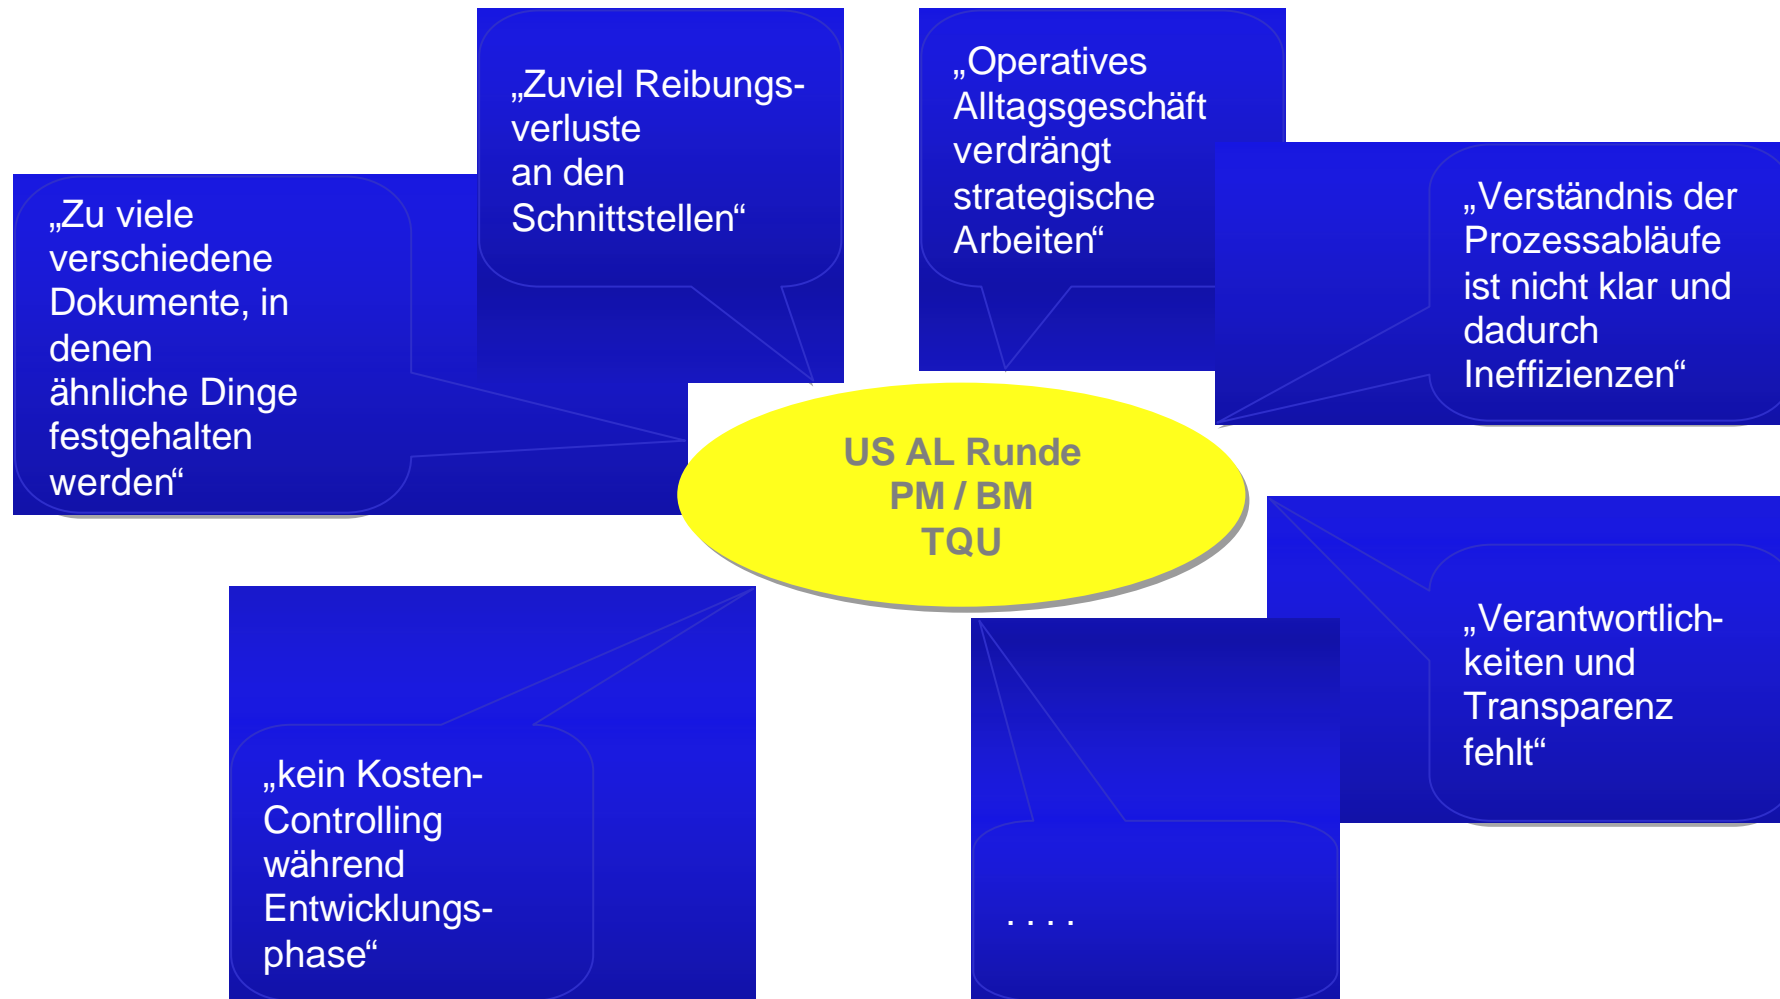 „Zuviel Reibungs-
verluste
an den
Schnittstellen“
„Operatives
Alltagsgeschäft
verdrängt
strategische
Arbeiten“
„Zu viele
verschiedene
Dokumente, in
denen
ähnliche Dinge
festgehalten
werden“
„Verständnis der
Prozessabläufe
ist nicht klar und
dadurch
Ineffizienzen“
US AL Runde
PM / BM
TQU
„Verantwortlich-
keiten und
Transparenz
fehlt“
„kein Kosten-
Controlling
während
Entwicklungs-
phase“
. . . .